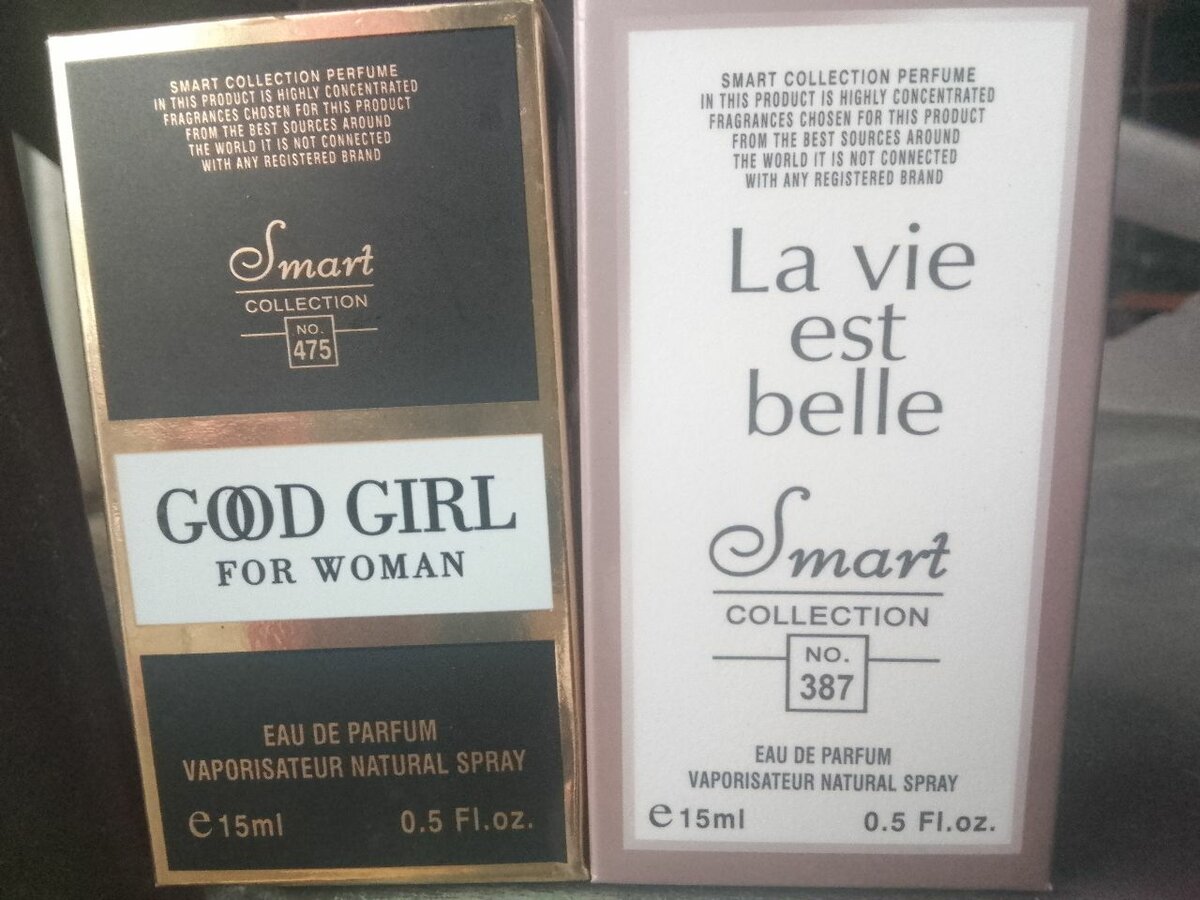 SMART COLLECTION PERFUME
IN THIS PRODUCT IS HIGHLY CONCENTRATED
FRAGRANCES CHOSEN FOR THIS PRODUCT
FROM THE BEST SOURCES AROUND
THE WORLD IT IS NOT CONNECTED
WITH ANY REGISTERED BRAND
Smart
COLLECTION
NO.
475
GOOD GIRL
FOR WOMAN
EAU DE PARFUM
VAPORISATEUR NATURAL SPRAY
e 15ml 0.5 Fl.oz.
SMART COLLECTION PERFUME
IN THIS PRODUCT IS HIGHLY CONCENTRATED
FRAGRANCES CHOSEN FOR THIS PRODUCT
FROM THE BEST SOURCES AROUND
THE WORLD IT IS NOT CONNECTED
WITH ANY REGISTERED BRAND
La vie
est
belle
Smart
COLLECTION
NO.
387
EAU DE PARFUM
VAPORISATEUR NATURAL SPRAY
e 15ml 0.5 Fl.oz.